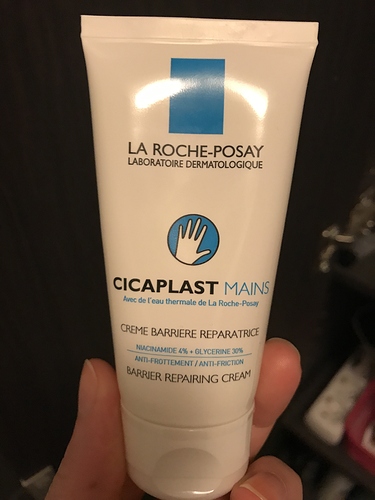 LA ROCHE-POSAY
LABORATOIRE DERMATOLOGIQUE
CICAPLAST MAINS
Avec de l'eau thermale de La Roche-Posay
CREME BARRIERE REPARATRICE
NIACINAMIDE 4% + GLYCERINE 30%
ANTI-FROTTEMENT / ANTI-FRICTION
BARRIER REPAIRING CREAM